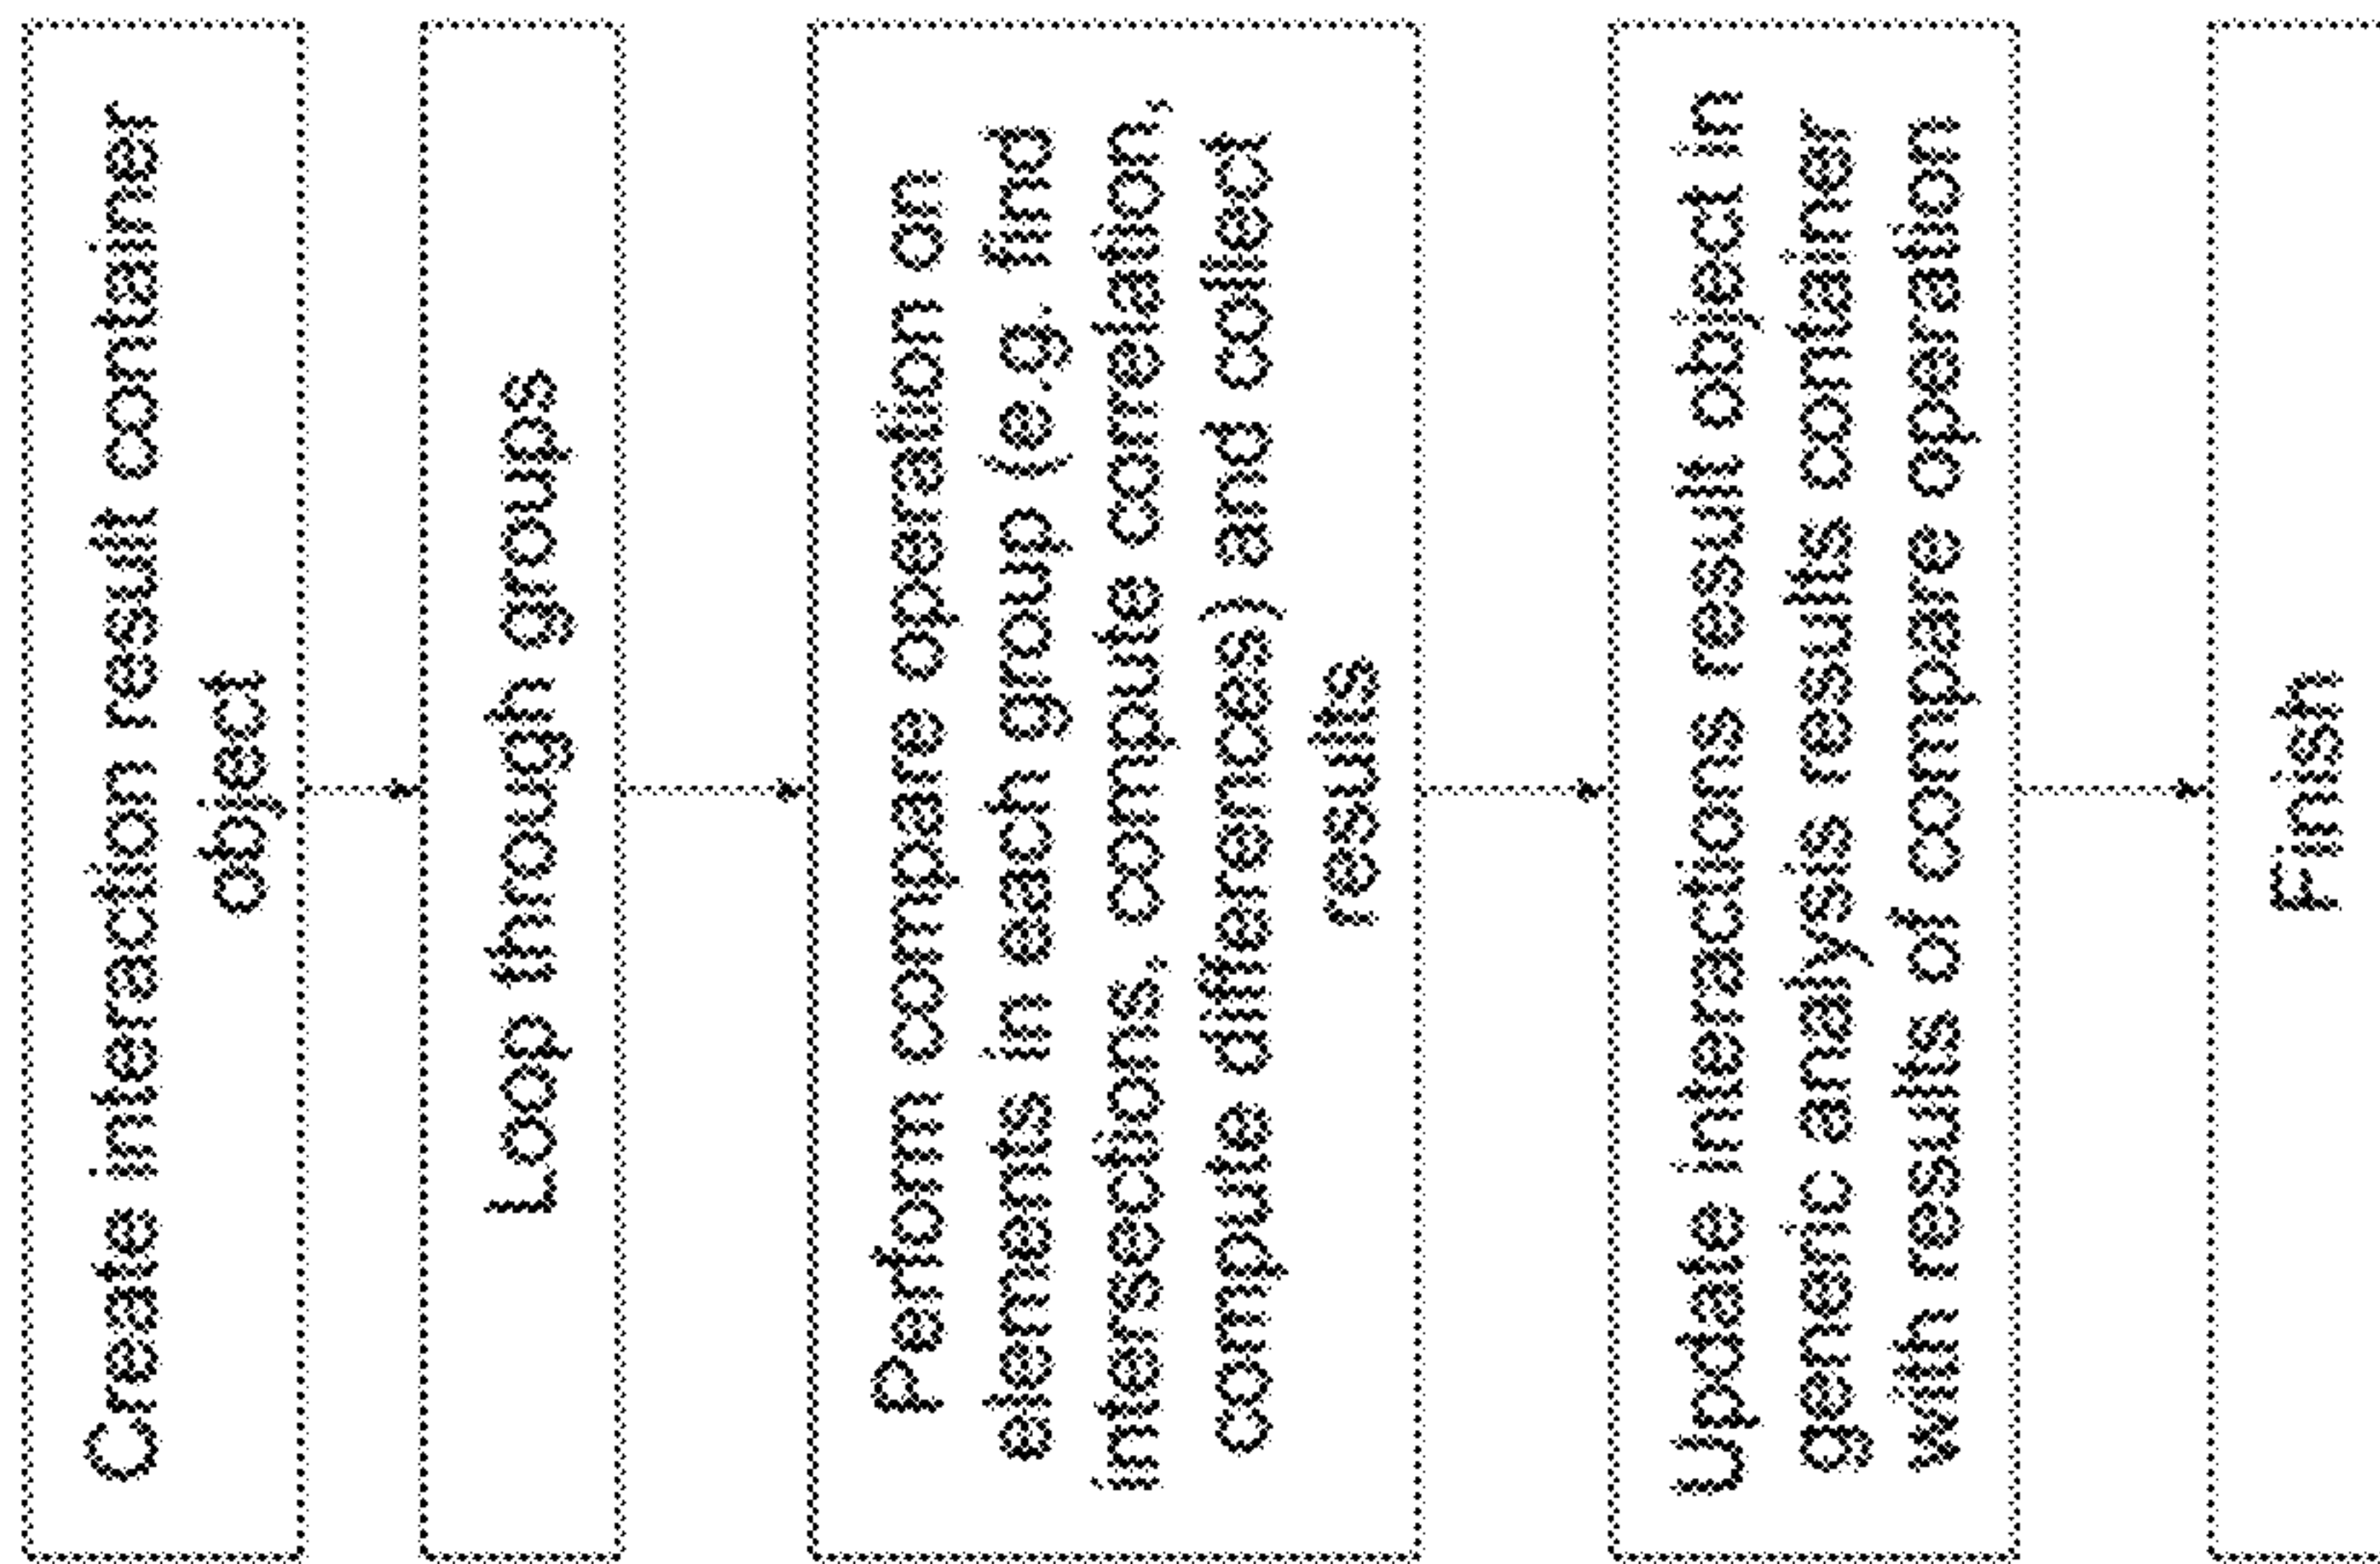 Create interaction result container
object
Loop through groups
Perform compare operation on
elements in each group (e.g. find
intersections, compute correlation,
compute differences) and collect
results
Update interactions result object in
generic analysis results container
with results of compare operation
Finish